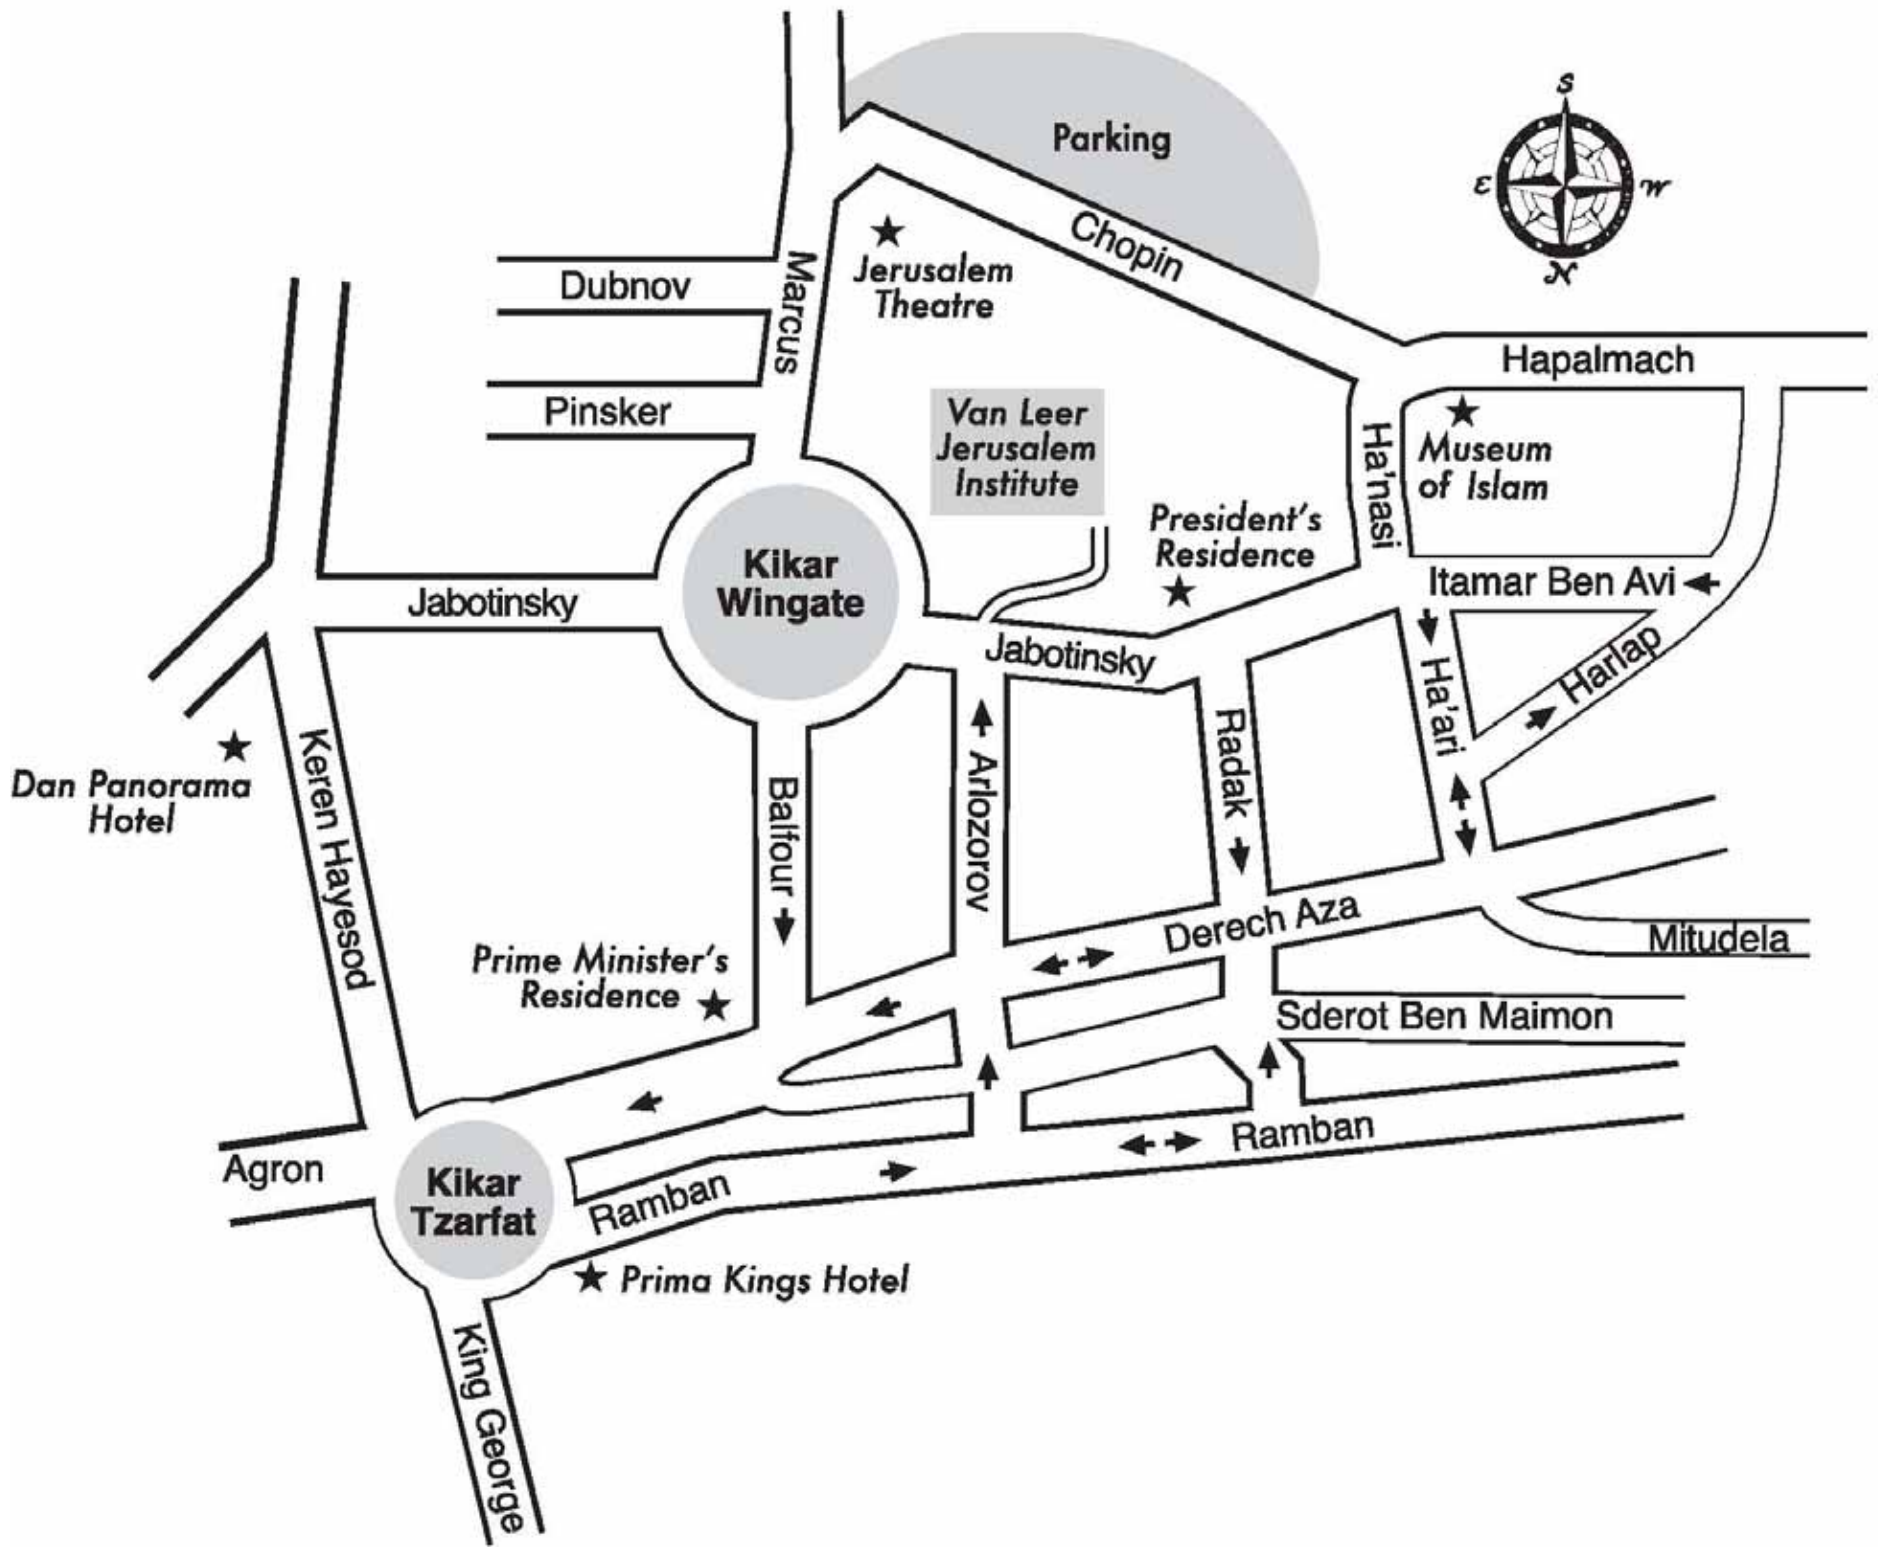 Parking
S
E
W
N
Chopin
Marcus
Jerusalem
Theatre
Dubnov
Hapalmach
Pinsker
Van Leer
Jerusalem
Institute
Ha'nasi
Museum
of Islam
President's
Residence
Kikar
Wingate
Itamar Ben Avi
Jabotinsky
Jabotinsky
Harlap
Ha'ari
Radak
Dan Panorama
Hotel
Keren Hayesod
Balfour
Arlozorov
Derech Aza
Mitudela
Prime Minister's
Residence
Sderot Ben Maimon
Ramban
Agron
Kikar
Tzarfat
Ramban
Prima Kings Hotel
King George